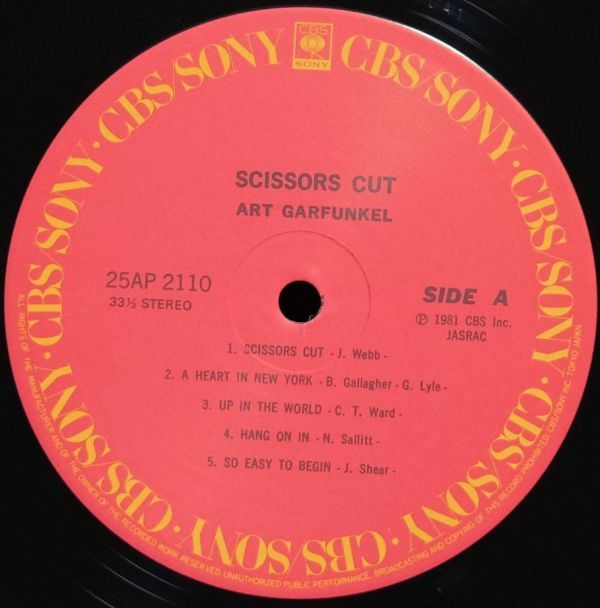 CBS
SONY
CBS/SONY · CBS/SONY · CBS/SONY · CBS/SONY · CBS/SONY · CBS/SONY · CBS/SONY · CBS/SONY
SCISSORS CUT
ART GARFUNKEL
25AP 2110
33⅓ STEREO
SIDE A
Ⓟ 1981 CBS Inc.
JASRAC
1. SCISSORS CUT - J. Webb -
2. A HEART IN NEW YORK - B. Gallagher - G. Lyle -
3. UP IN THE WORLD - C. T. Ward -
4. HANG ON IN - N. Sallitt -
5. SO EASY TO BEGIN - J. Shear -
ALL RIGHTS OF THE MANUFACTURER AND OF THE OWNER OF THE RECORDED WORK RESERVED. UNAUTHORIZED PUBLIC PERFORMANCE, BROADCASTING AND COPYING OF THIS RECORD PROHIBITED. CBS/SONY INC. TOKYO JAPAN